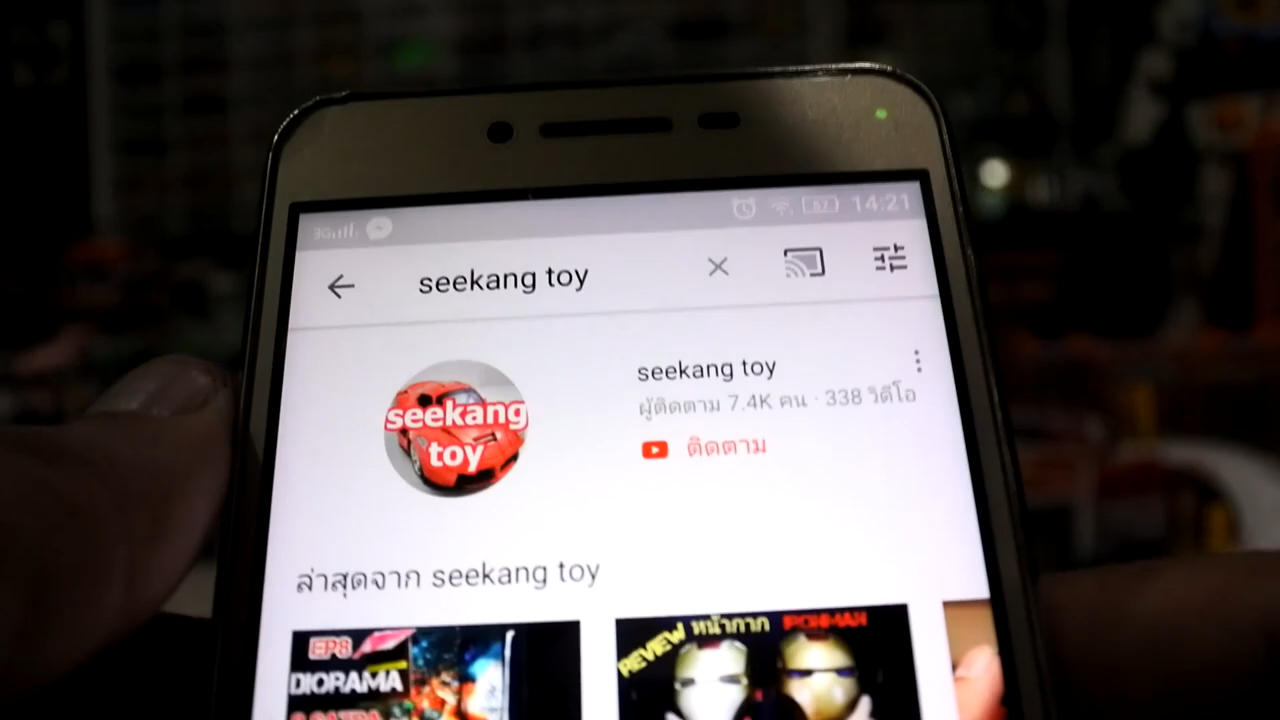 3G 57 14:21
seekang toy
seekang
toy
seekang toy
ผู้ติดตาม 7.4K คน · 338 วิดีโอ
ติดตาม
ล่าสุดจาก seekang toy
EP8
DIORAMA
REVIEW หน้ากาก IRONMAN